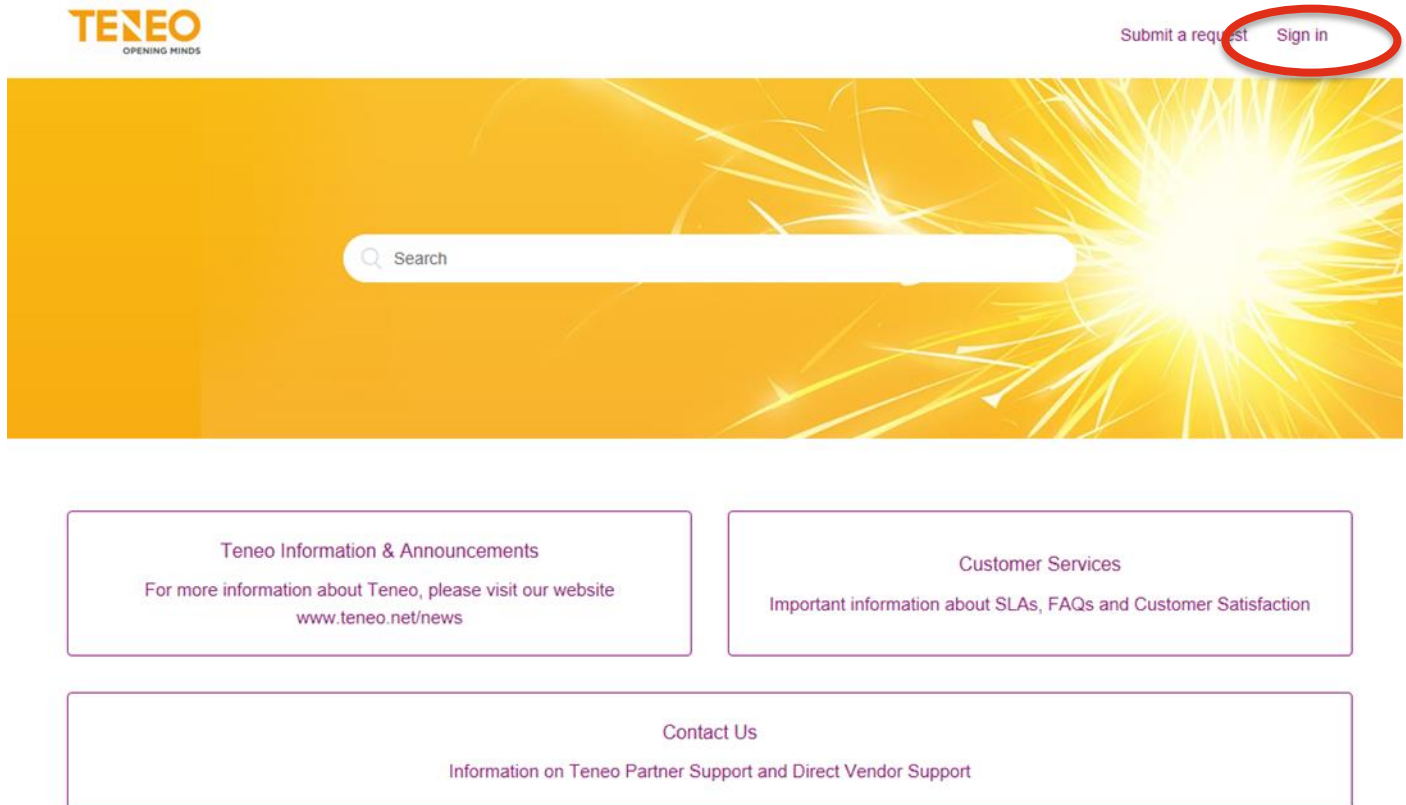 TENEO
OPENING MINDS
Submit a request Sign in
Search
Teneo Information & Announcements
For more information about Teneo, please visit our website
www.teneo.net/news
Customer Services
Important information about SLAs, FAQs and Customer Satisfaction
Contact Us
Information on Teneo Partner Support and Direct Vendor Support